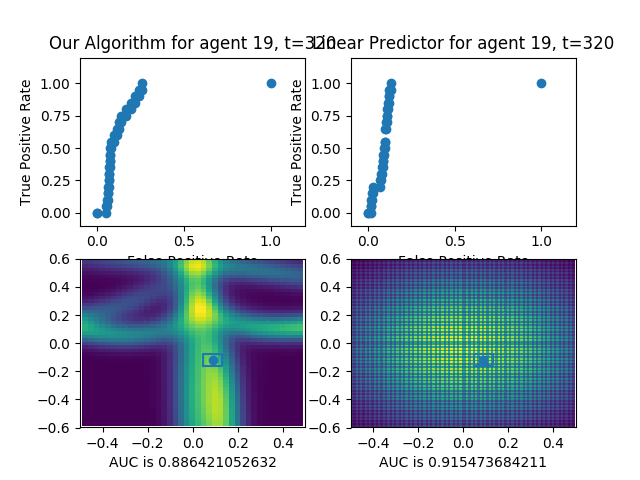 Our Algorithm for agent 19, t=320
Linear Predictor for agent 19, t=320
True Positive Rate
1.00
0.75
0.50
0.25
0.00
0.0 0.5 1.0
False Positive Rate
True Positive Rate
1.00
0.75
0.50
0.25
0.00
0.0 0.5 1.0
False Positive Rate
0.6
0.4
0.2
0.0
−0.2
−0.4
−0.6
−0.4 −0.2 0.0 0.2 0.4
AUC is 0.886421052632
0.6
0.4
0.2
0.0
−0.2
−0.4
−0.6
−0.4 −0.2 0.0 0.2 0.4
AUC is 0.915473684211